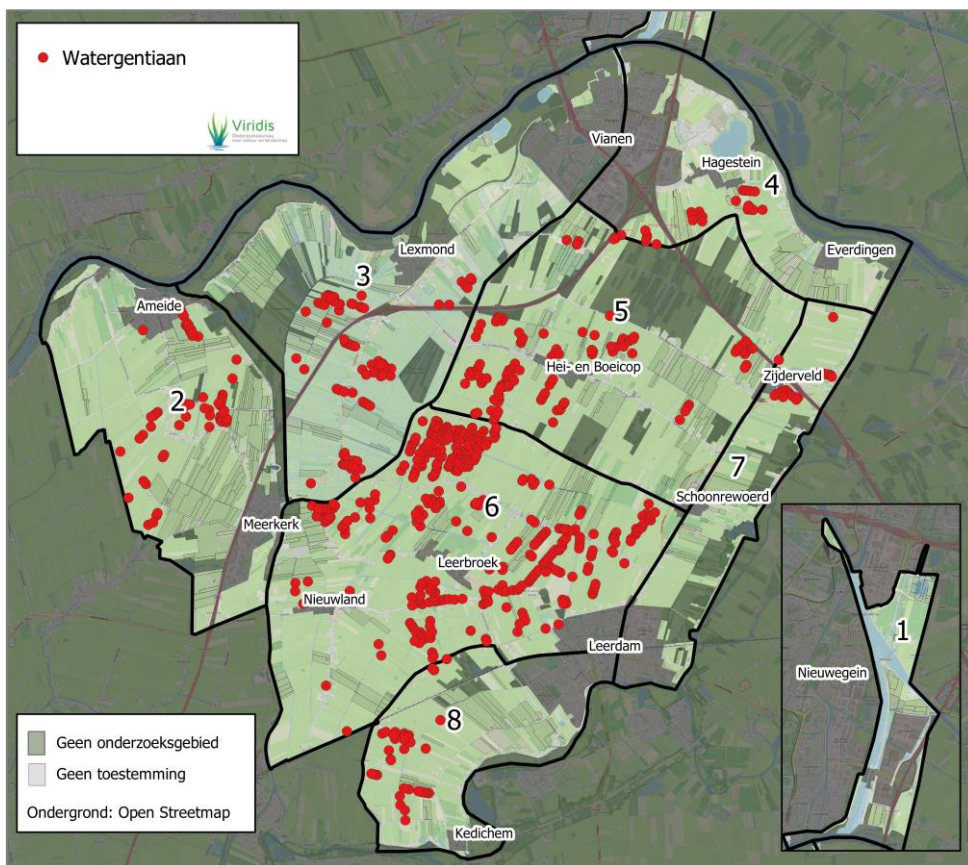 Watergentiaan
Viridis
Vianen
Hagestein
4
Lexmond
Everdingen
3
Ameide
5
Hei- en Boeicop
Zijderveld
2
7
6
Schoonrewoerd
Meerkerk
Leerbroek
Nieuwland
Leerdam
1
Nieuwegein
8
Geen onderzoeksgebied
Geen toestemming
Ondergrond: Open Streetmap
Kedichem